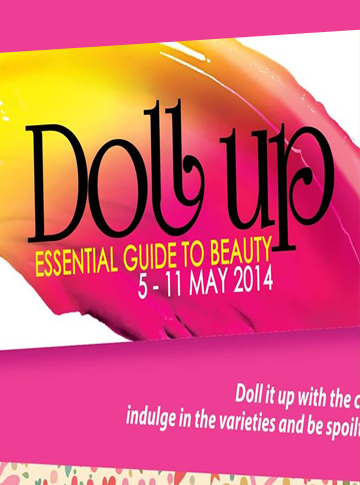 Doll up
ESSENTIAL GUIDE TO BEAUTY
5 - 11 MAY 2014
Doll it up with the
indulge in the varieties and be